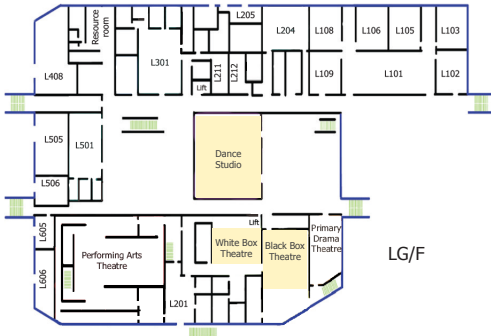 Resource
room
L205
L204
L108
L106
L105
L103
L408
L301
L211
L212
Lift
L109
L101
L102
L505
L501
L506
Dance
Studio
L605
L606
Performing Arts
Theatre
L201
Lift
White Box
Theatre
Black Box
Theatre
Primary
Drama
Theatre
LG/F